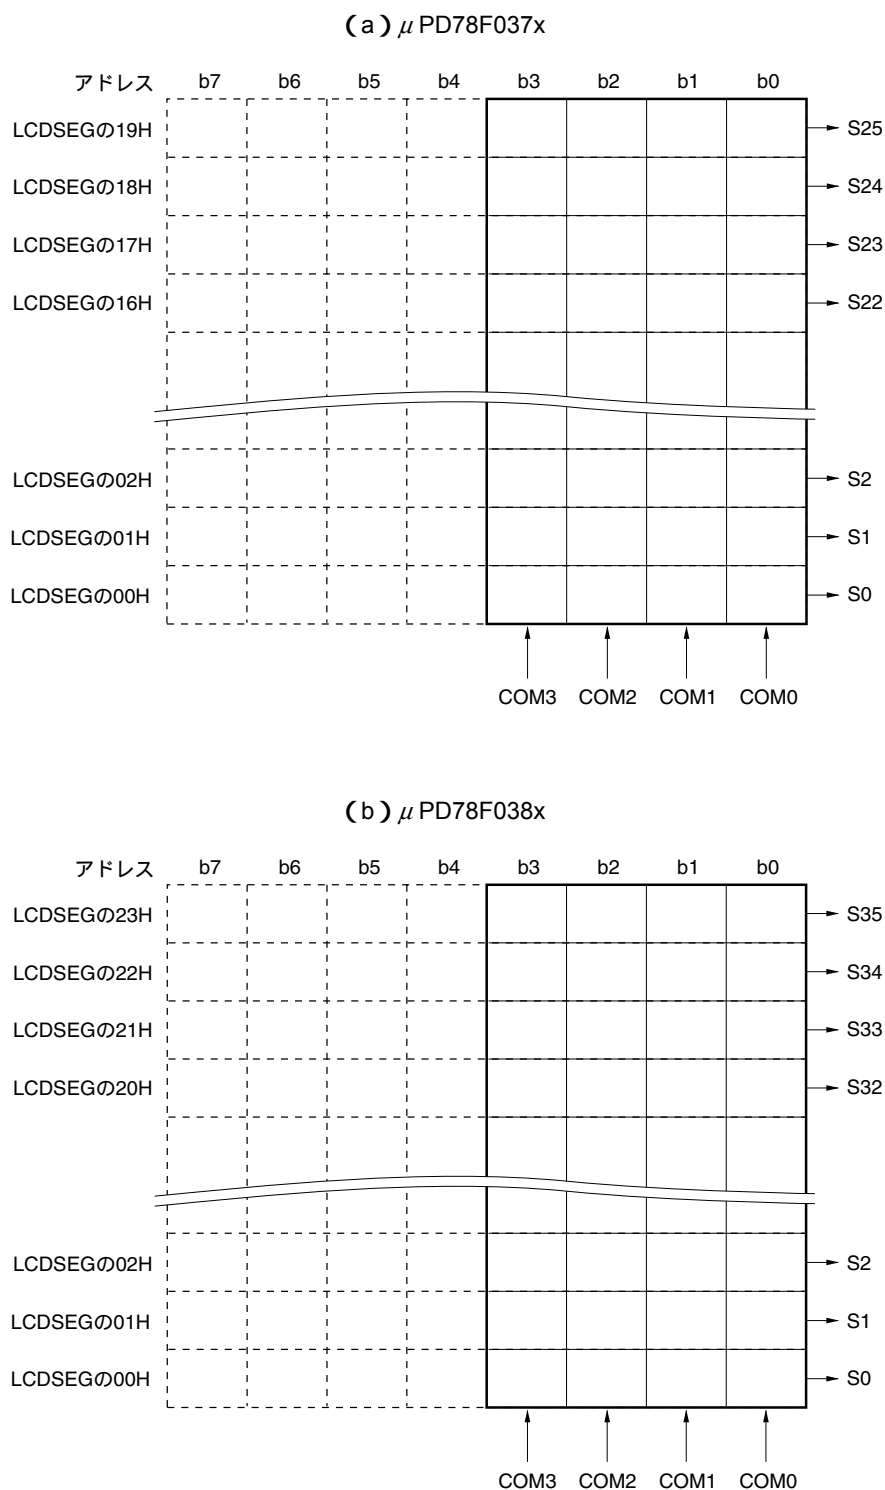 （a）μ PD78F037x
アドレス b7 b6 b5 b4 b3 b2 b1 b0
LCDSEGの19H S25
LCDSEGの18H S24
LCDSEGの17H S23
LCDSEGの16H S22
LCDSEGの02H S2
LCDSEGの01H S1
LCDSEGの00H S0
COM3 COM2 COM1 COM0
（b）μ PD78F038x
アドレス b7 b6 b5 b4 b3 b2 b1 b0
LCDSEGの23H S35
LCDSEGの22H S34
LCDSEGの21H S33
LCDSEGの20H S32
LCDSEGの02H S2
LCDSEGの01H S1
LCDSEGの00H S0
COM3 COM2 COM1 COM0